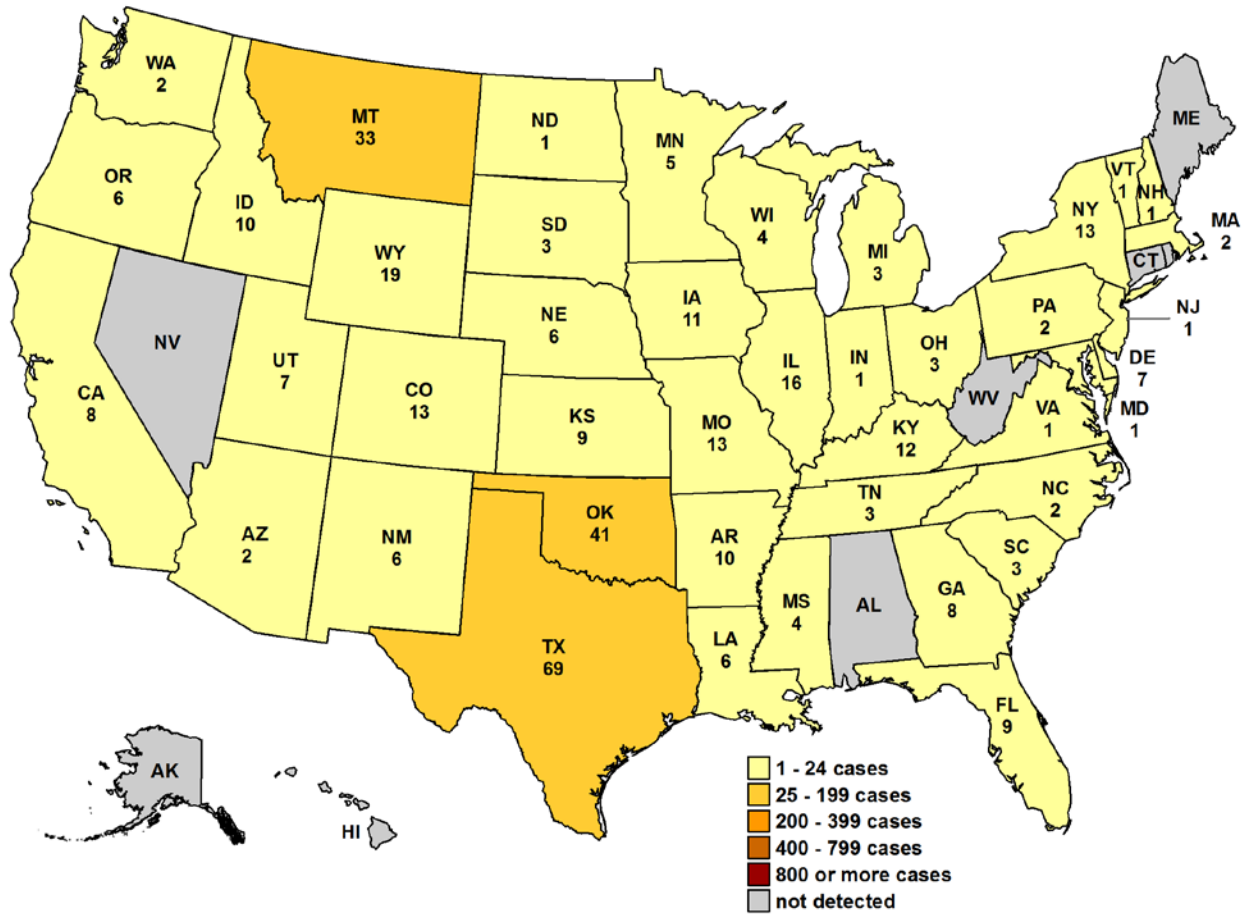 WA
2
MT
33
ND
1
MN
5
ME
OR
6
ID
10
WY
19
SD
3
WI
4
MI
3
NY
13
VT
1
NH
1
MA
2
CT
NV
UT
7
CO
13
NE
6
IA
11
IL
16
IN
1
OH
3
PA
2
NJ
1
DE
7
MD
1
WV
VA
1
CA
8
KS
9
MO
13
KY
12
AZ
2
NM
6
OK
41
AR
10
TN
3
NC
2
SC
3
MS
4
AL
GA
8
TX
69
LA
6
FL
9
AK
HI
1 - 24 cases
25 - 199 cases
200 - 399 cases
400 - 799 cases
800 or more cases
not detected